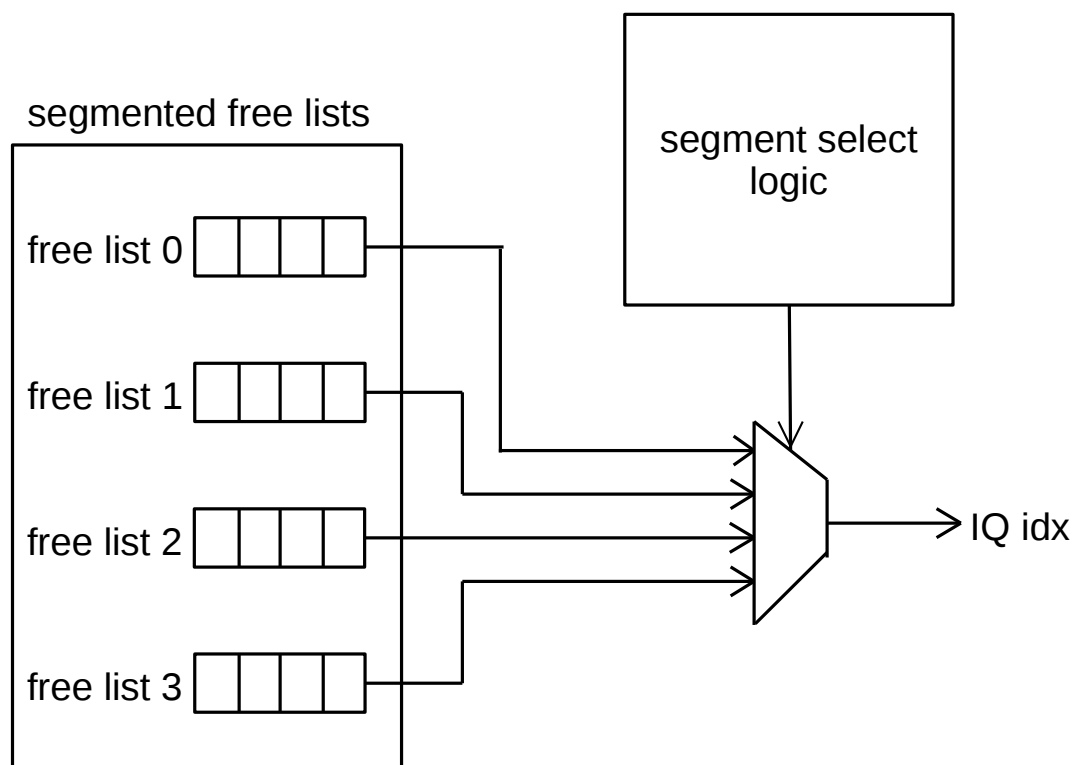 segment select
logic
segmented free lists
free list 0
free list 1
free list 2
free list 3
IQ idx